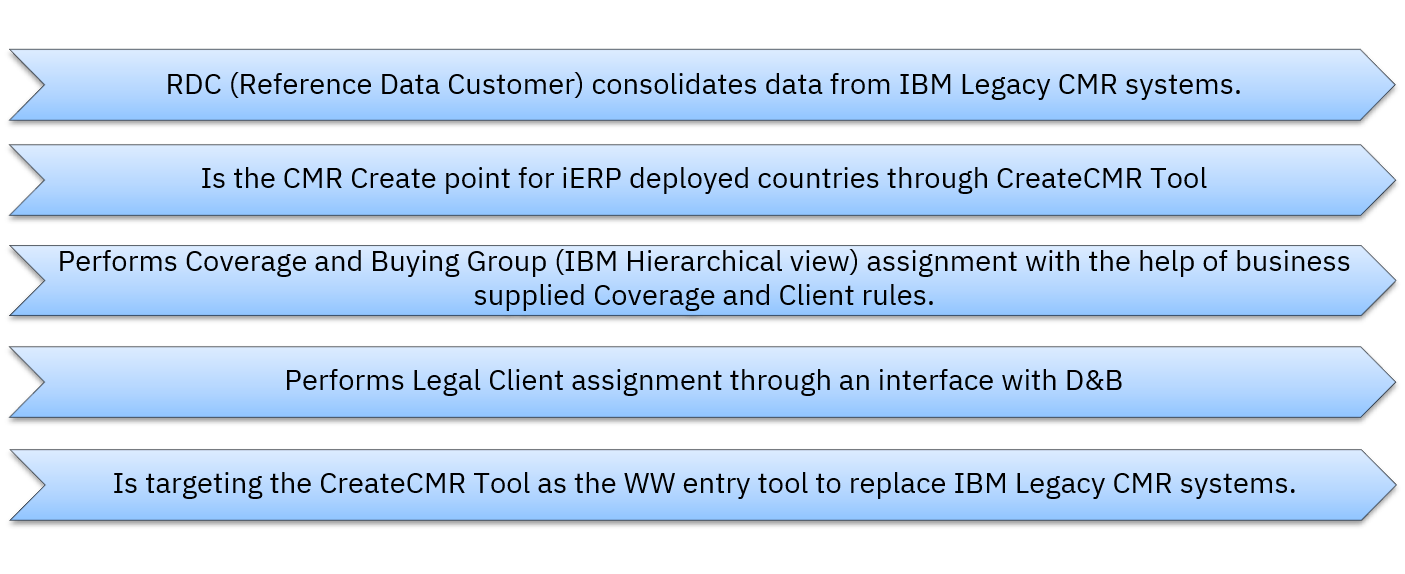 RDC (Reference Data Customer) consolidates data from IBM Legacy CMR systems.
Is the CMR Create point for iERP deployed countries through CreateCMR Tool
Performs Coverage and Buying Group (IBM Hierarchical view) assignment with the help of business
supplied Coverage and Client rules.
Performs Legal Client assignment through an interface with D&B
Is targeting the CreateCMR Tool as the WW entry tool to replace IBM Legacy CMR systems.